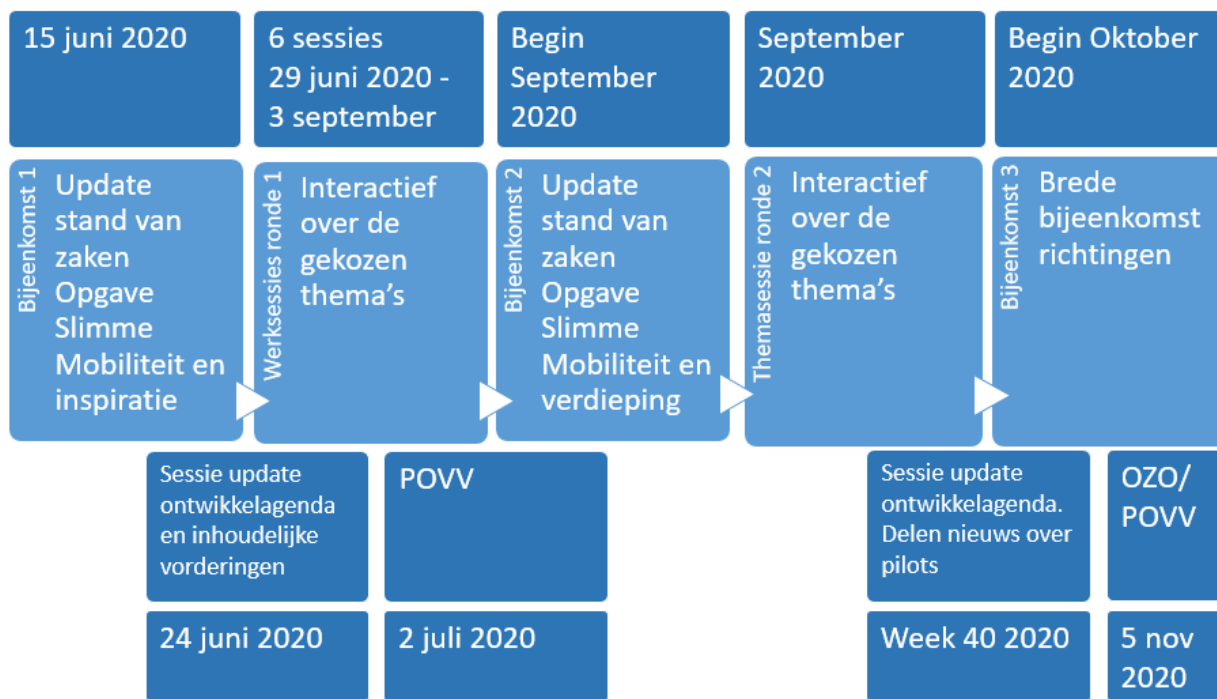 15 juni 2020
6 sessies
29 juni 2020 -
3 september
Begin
September
2020
September
2020
Begin Oktober
2020
Bijeenkomst 1
Update
stand van
zaken
Opgave
Slimme
Mobiliteit en
inspiratie
Werksessies ronde 1
Interactief
over de
gekozen
thema's
Bijeenkomst 2
Update
stand van
zaken
Opgave
Slimme
Mobiliteit en
verdieping
Themasessie ronde 2
Interactief
over de
gekozen
thema's
Bijeenkomst 3
Brede
bijeenkomst
richtingen
Sessie update
ontwikkelagenda
en inhoudelijke
vorderingen
POVV
Sessie update
ontwikkelagenda.
Delen nieuws over
pilots
OZO/
POVV
24 juni 2020
2 juli 2020
Week 40 2020
5 nov
2020